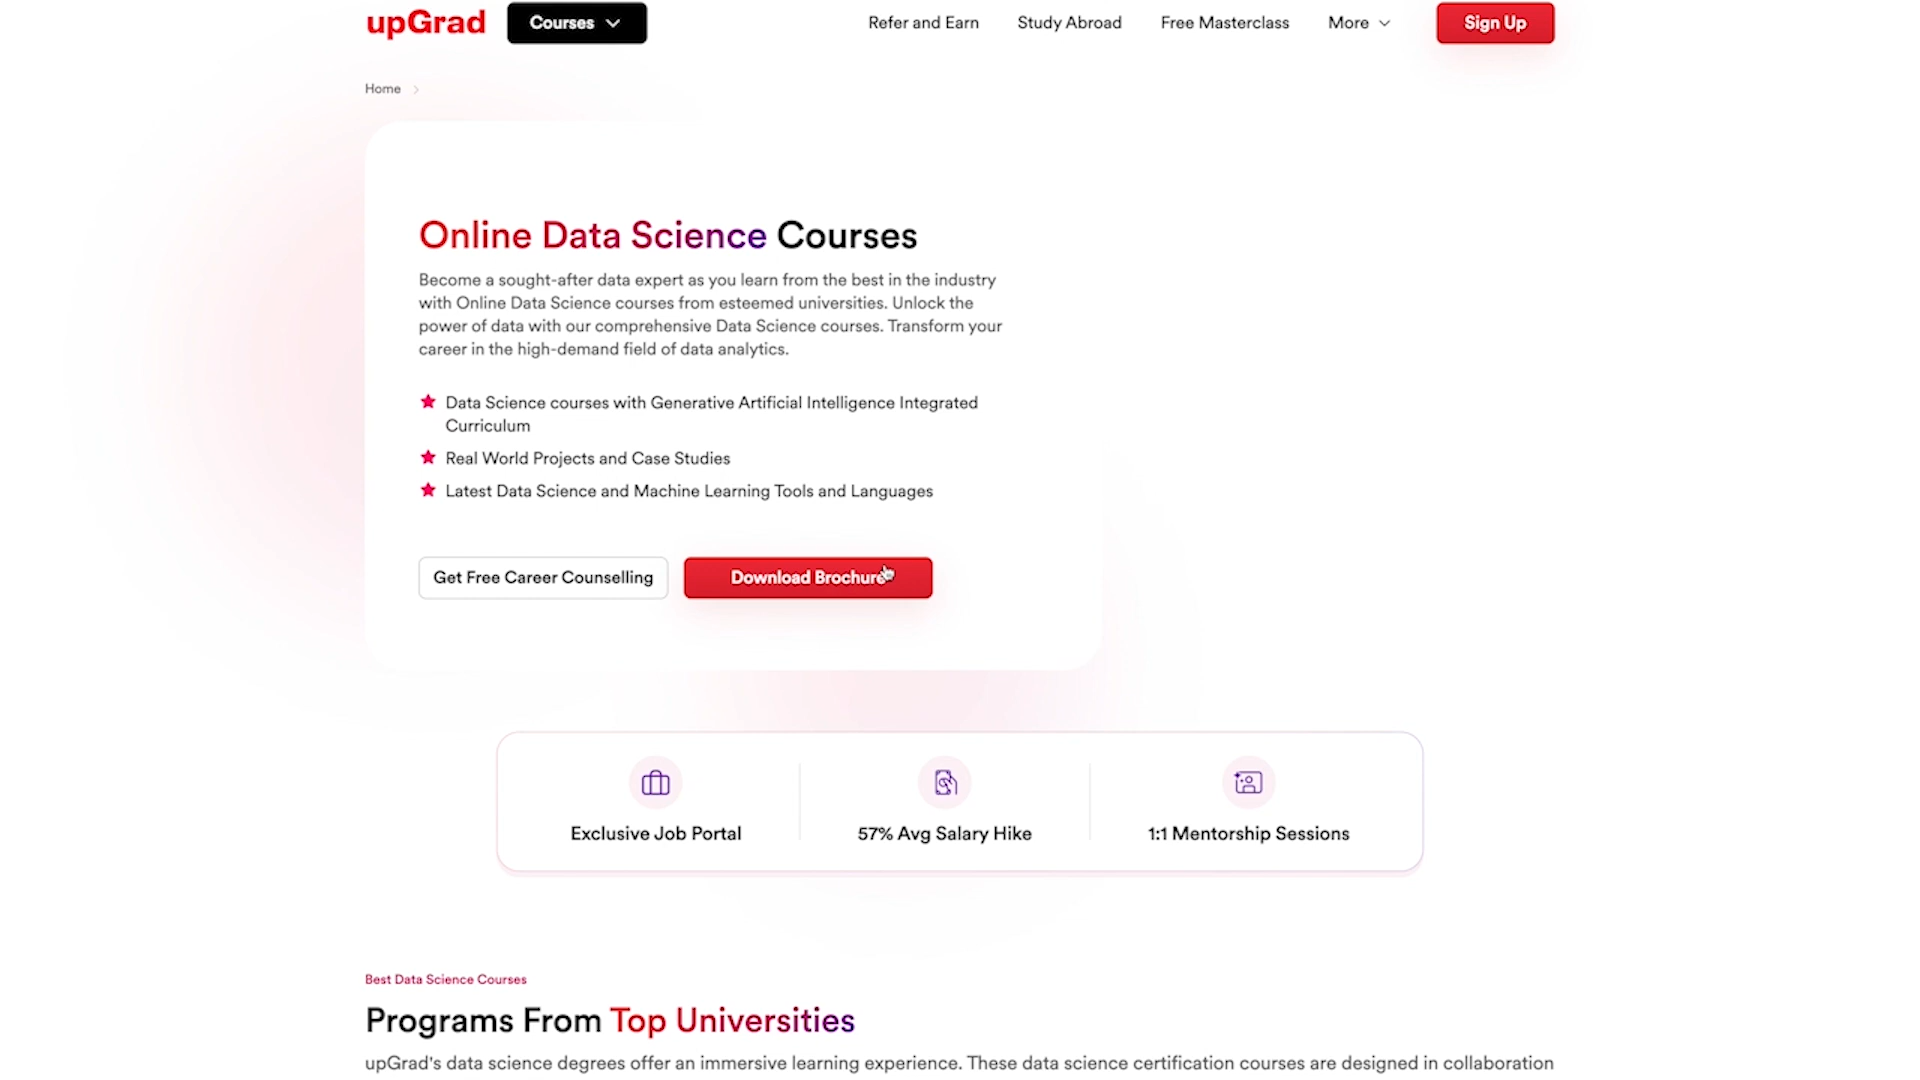 upGrad
Courses
Refer and Earn
Study Abroad
Free Masterclass
More
Sign Up
Home
Online Data Science Courses
Become a sought-after data expert as you learn from the best in the industry
with Online Data Science courses from esteemed universities. Unlock the
power of data with our comprehensive Data Science courses. Transform your
career in the high-demand field of data analytics.
Data Science courses with Generative Artificial Intelligence Integrated
Curriculum
Real World Projects and Case Studies
Latest Data Science and Machine Learning Tools and Languages
Get Free Career Counselling
Download Brochure
Exclusive Job Portal
57% Avg Salary Hike
1:1 Mentorship Sessions
Best Data Science Courses
Programs From Top Universities
upGrad's data science degrees offer an immersive learning experience. These data science certification courses are designed in collaboration